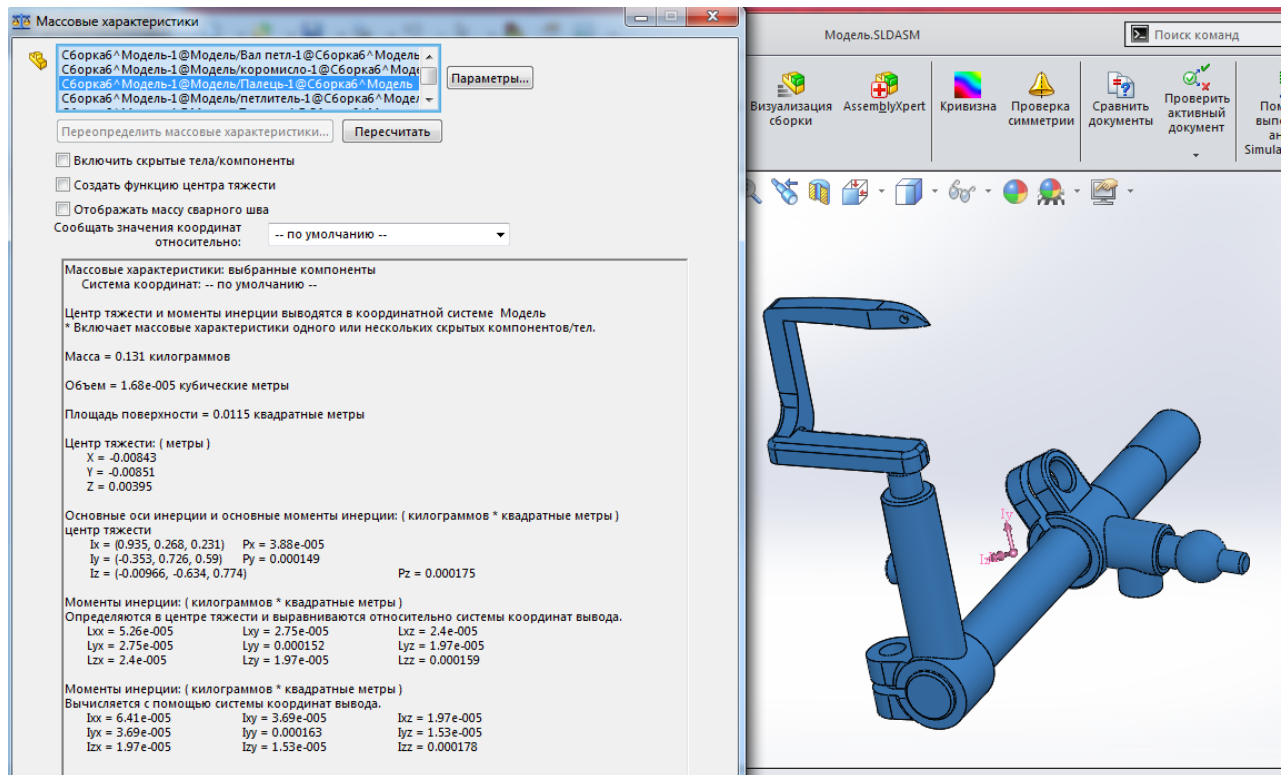 Массовые характеристики
Сборка6^Модель-1@Модель/Вал петл-1@Сборка6^Модель
Сборка6^Модель-1@Модель/коромисло-1@Сборка6^Моде
Сборка6^Модель-1@Модель/Палець-1@Сборка6^Модель
Сборка6^Модель-1@Модель/петлитель-1@Сборка6^Модел
Параметры...
Переопределить массовые характеристики...
Пересчитать
Включить скрытые тела/компоненты
Создать функцию центра тяжести
Отображать массу сварного шва
Сообщать значения координат
относительно:
-- по умолчанию --
Массовые характеристики: выбранные компоненты
Система координат: -- по умолчанию --
Центр тяжести и моменты инерции выводятся в координатной системе Модель
* Включает массовые характеристики одного или нескольких скрытых компонентов/тел.
Масса = 0.131 килограммов
Объем = 1.68e-005 кубические метры
Площадь поверхности = 0.0115 квадратные метры
Центр тяжести: ( метры )
X = -0.00843
Y = -0.00851
Z = 0.00395
Основные оси инерции и основные моменты инерции: ( килограммов * квадратные метры )
центр тяжести
Ix = (0.935, 0.268, 0.231) Px = 3.88e-005
Iy = (-0.353, 0.726, 0.59) Py = 0.000149
Iz = (-0.00966, -0.634, 0.774) Pz = 0.000175
Моменты инерции: ( килограммов * квадратные метры )
Определяются в центре тяжести и выравниваются относительно системы координат вывода.
Lxx = 5.26e-005 Lxy = 2.75e-005 Lxz = 2.4e-005
Lyx = 2.75e-005 Lyy = 0.000152 Lyz = 1.97e-005
Lzx = 2.4e-005 Lzy = 1.97e-005 Lzz = 0.000159
Моменты инерции: ( килограммов * квадратные метры )
Вычисляется с помощью системы координат вывода.
Ixx = 6.41e-005 Ixy = 3.69e-005 Ixz = 1.97e-005
Iyx = 3.69e-005 Iyy = 0.000163 Iyz = 1.53e-005
Izx = 1.97e-005 Izy = 1.53e-005 Izz = 0.000178
Модель.SLDASM
Поиск команд
Визуализация
сборки
AssemblyXpert
Кривизна
Проверка
симметрии
Сравнить
документы
Проверить
активный
документ
Пом
выпо
ан
Simula
Iy